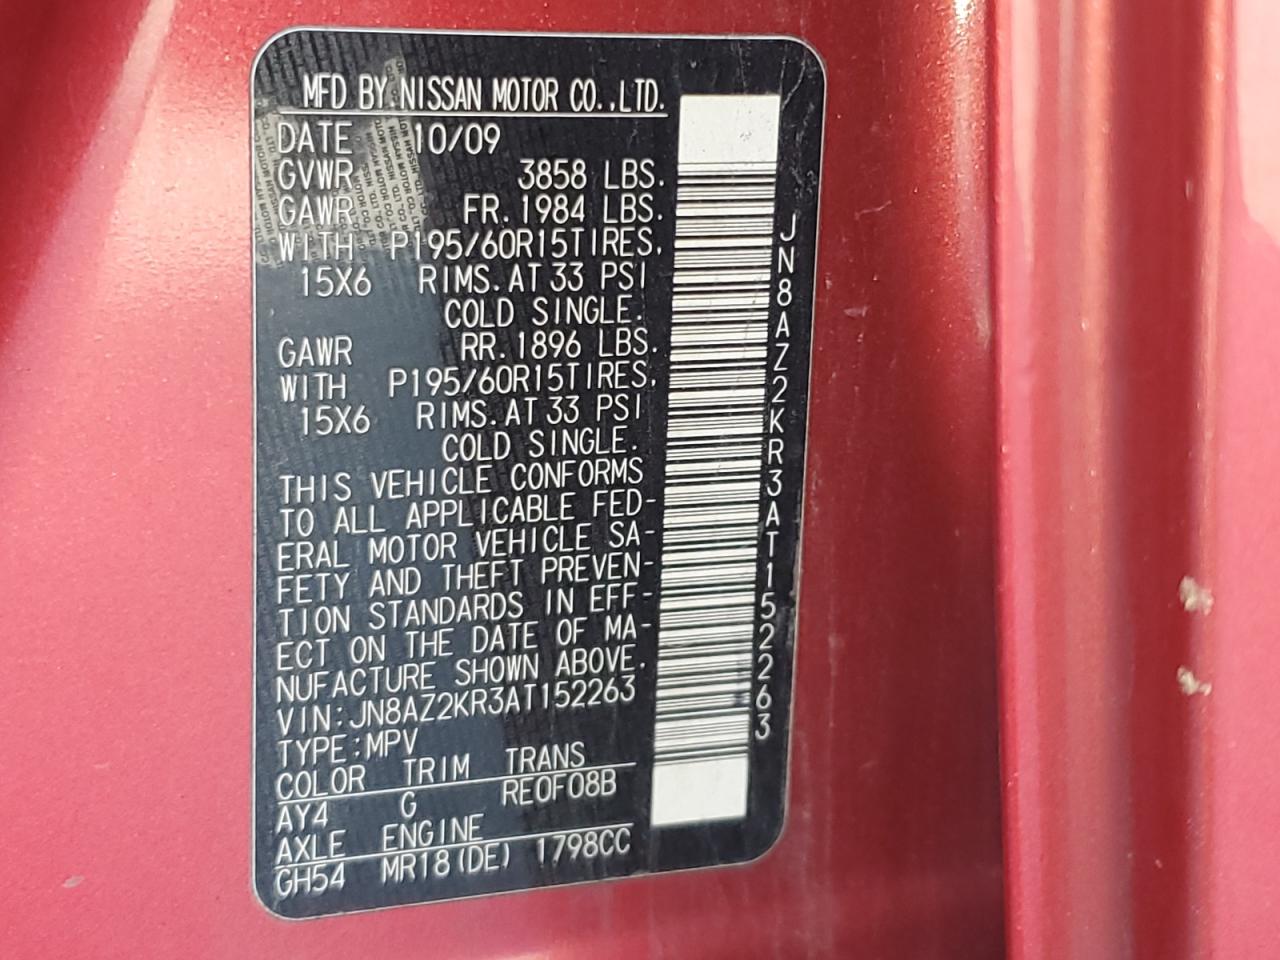 MFD BY NISSAN MOTOR CO.,LTD.
DATE 10/09
GVWR 3858 LBS.
GAWR FR. 1984 LBS.
WITH P195/60R15TIRES,
15X6 RIMS. AT 33 PSI
COLD SINGLE.
GAWR RR. 1896 LBS.
WITH P195/60R15TIRES,
15X6 RIMS. AT 33 PSI
COLD SINGLE.
THIS VEHICLE CONFORMS
TO ALL APPLICABLE FED-
ERAL MOTOR VEHICLE SA-
FETY AND THEFT PREVEN-
TION STANDARDS IN EFF-
ECT ON THE DATE OF MA-
NUFACTURE SHOWN ABOVE.
VIN:JN8AZ2KR3AT152263
TYPE:MPV
COLOR TRIM TRANS
AY4 G RE0F08B
AXLE ENGINE
GH54 MR18(DE) 1798CC
JN8AZ2KR3AT152263